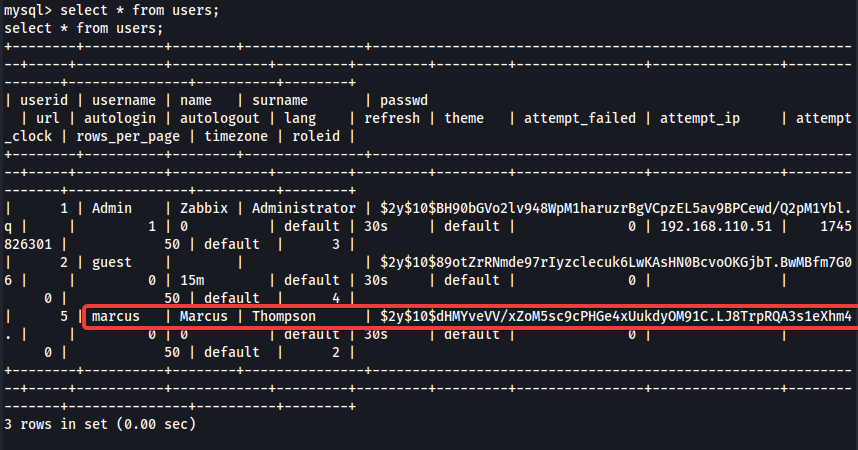 mysql> select * from users;
select * from users;
+--------+----------+--------+---------------+--------------------------------------------------------------
--+-----+-----------+------------+---------+---------+---------+----------------+----------------+--------
-------+---------------+----------+--------+
| userid | username | name   | surname       | passwd
  | url | autologin | autologout | lang    | refresh | theme   | attempt_failed | attempt_ip     | attempt
_clock | rows_per_page | timezone | roleid |
+--------+----------+--------+---------------+--------------------------------------------------------------
--+-----+-----------+------------+---------+---------+---------+----------------+----------------+--------
-------+---------------+----------+--------+
|      1 | Admin    | Zabbix | Administrator | $2y$10$BH90bGVo2lv948WpM1haruzrBgVCpzEL5av9BPCewd/Q2pM1Ybl.
q |     |         1 | 0          | default | 30s     | default |              0 | 192.168.110.51 |    1745
826301 |            50 | default  |      3 |
|      2 | guest    |        |               | $2y$10$89otZrRNmde97rIyzclecuk6LwKAsHN0BcvoOKGjbT.BwMBfm7G0
6 |     |         0 | 15m        | default | 30s     | default |              0 |                |
     0 |            50 | default  |      4 |
|      5 | marcus   | Marcus | Thompson      | $2y$10$dHMYveVV/xZoM5sc9cPHGe4xUukdyOM91C.LJ8TrpRQA3s1eXhm4
. |     |         0 | 0          | default | 30s     | default |              0 |                |
     0 |            50 | default  |      2 |
+--------+----------+--------+---------------+--------------------------------------------------------------
--+-----+-----------+------------+---------+---------+---------+----------------+----------------+--------
-------+---------------+----------+--------+
3 rows in set (0.00 sec)